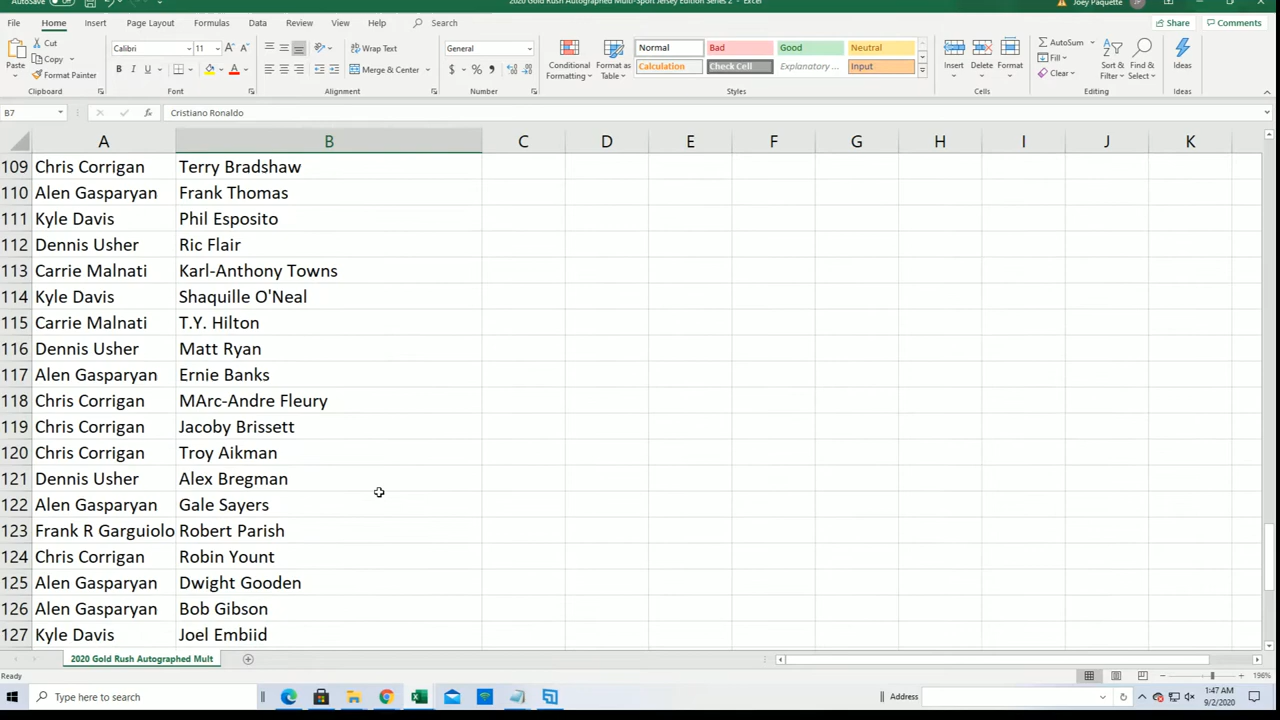 AutoSave Off 2020 Gold Rush Autographed Multi-Sport Jersey Edition Series 2 - Excel Joey Paquette
File Home Insert Page Layout Formulas Data Review View Help Search Share Comments
Paste Cut Copy Format Painter Clipboard
Calibri 11 A A B I U A Font
Wrap Text Merge & Center Alignment
General $ % , Number
Conditional Formatting Format as Table
Normal Bad Good Neutral
Calculation Check Cell Explanatory ... Input
Styles
Insert Delete Format Cells
AutoSum Fill Clear Sort & Filter Find & Select Editing
Ideas Ideas
B7 fx Cristiano Ronaldo
A B C D E F G H I J K
109 Chris Corrigan Terry Bradshaw
110 Alen Gasparyan Frank Thomas
111 Kyle Davis Phil Esposito
112 Dennis Usher Ric Flair
113 Carrie Malnati Karl-Anthony Towns
114 Kyle Davis Shaquille O'Neal
115 Carrie Malnati T.Y. Hilton
116 Dennis Usher Matt Ryan
117 Alen Gasparyan Ernie Banks
118 Chris Corrigan MArc-Andre Fleury
119 Chris Corrigan Jacoby Brissett
120 Chris Corrigan Troy Aikman
121 Dennis Usher Alex Bregman
122 Alen Gasparyan Gale Sayers
123 Frank R Garguiolo Robert Parish
124 Chris Corrigan Robin Yount
125 Alen Gasparyan Dwight Gooden
126 Alen Gasparyan Bob Gibson
127 Kyle Davis Joel Embiid
2020 Gold Rush Autographed Mult
Ready 196%
Type here to search Address 1:47 AM
9/2/2020